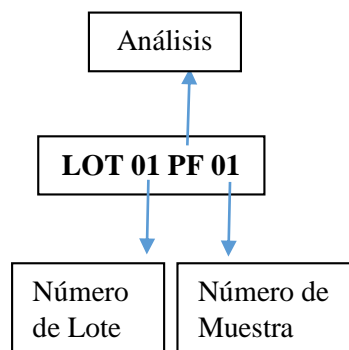 Análisis
LOT 01 PF 01
Número
de Lote
Número de
Muestra